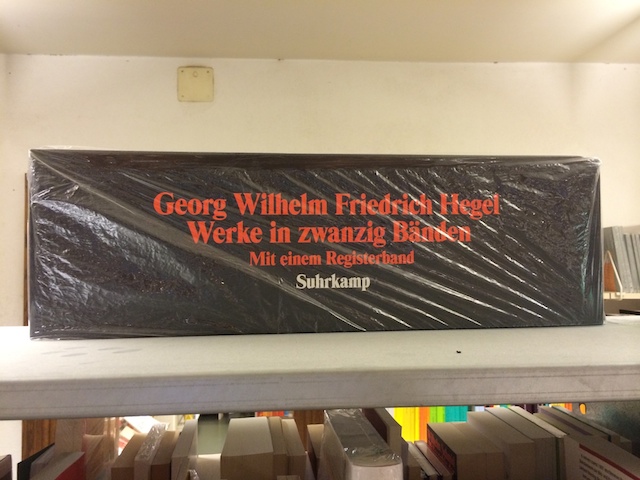 Georg Wilhelm Friedrich Hegel
Werke in zwanzig Bänden
Mit einem Registerband
Suhrkamp